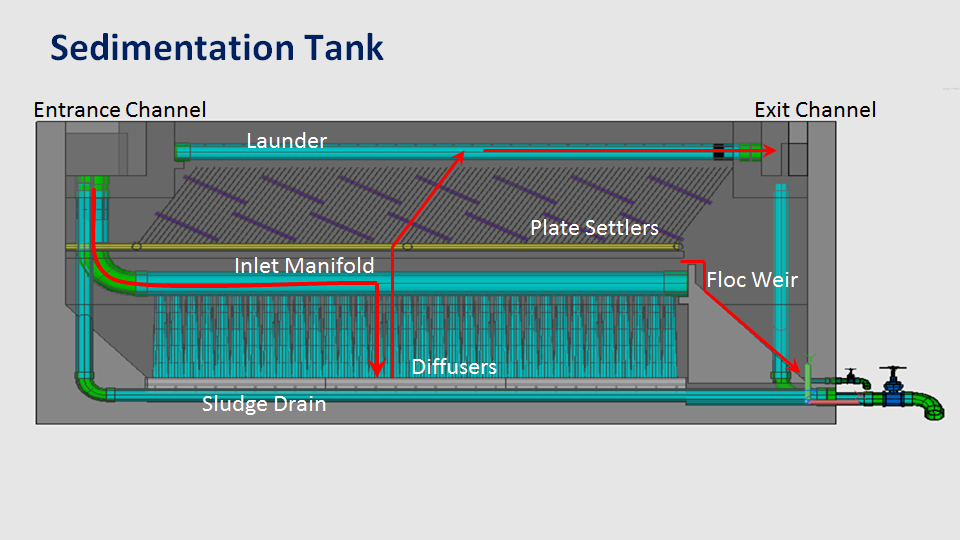 Sedimentation Tank
Entrance Channel
Exit Channel
Launder
Plate Settlers
Inlet Manifold
Floc Weir
Diffusers
Sludge Drain